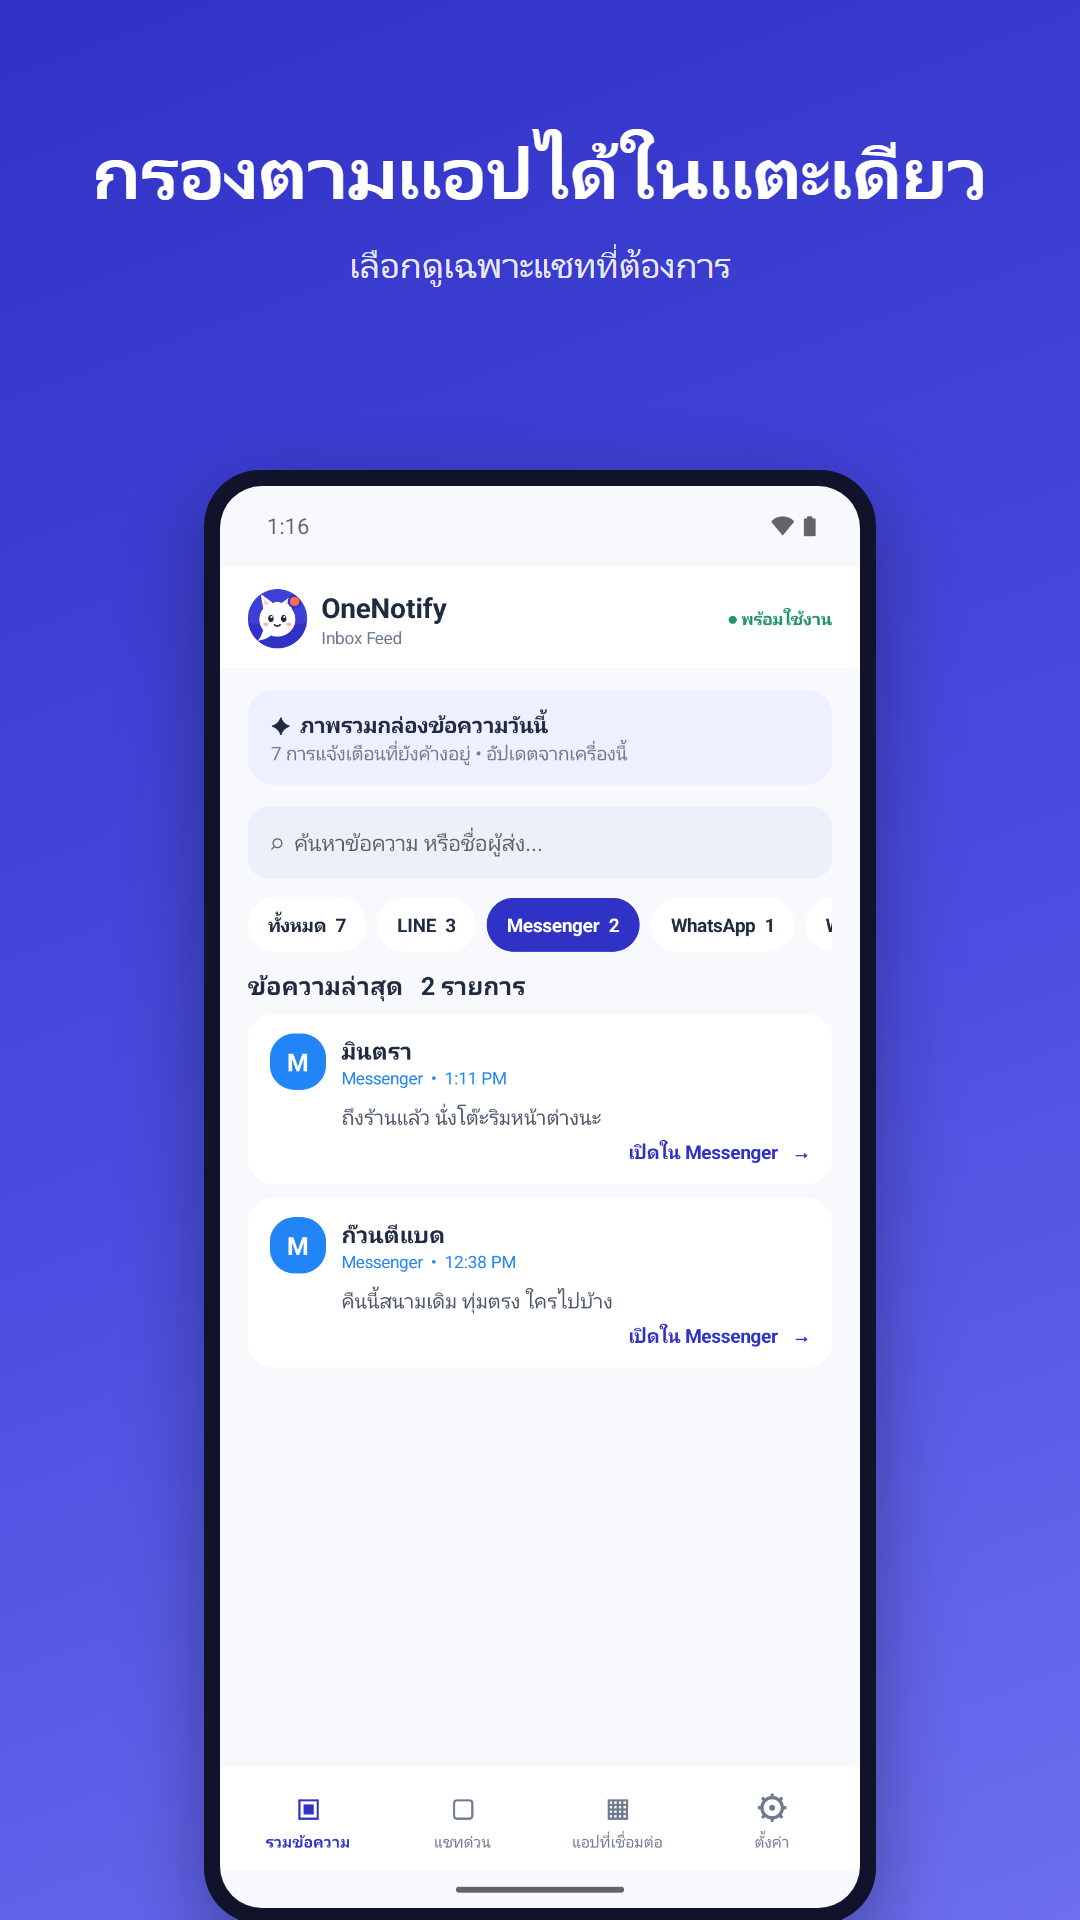 กรองตามแอปได้ในแตะเดียว
เลือกดูเฉพาะแชทที่ต้องการ
1:16
OneNotify
Inbox Feed
● พร้อมใช้งาน
✦ ภาพรวมกล่องข้อความวันนี้
7 การแจ้งเตือนที่ยังค้างอยู่ • อัปเดตจากเครื่องนี้
ค้นหาข้อความ หรือชื่อผู้ส่ง...
ทั้งหมด 7 LINE 3 Messenger 2 WhatsApp 1
ข้อความล่าสุด 2 รายการ
M
มินตรา
Messenger • 1:11 PM
ถึงร้านแล้ว นั่งโต๊ะริมหน้าต่างนะ
เปิดใน Messenger →
M
ก๊วนตีแบด
Messenger • 12:38 PM
คืนนี้สนามเดิม ทุ่มตรง ใครไปบ้าง
เปิดใน Messenger →
รวมข้อความ แชทด่วน แอปที่เชื่อมต่อ ตั้งค่า